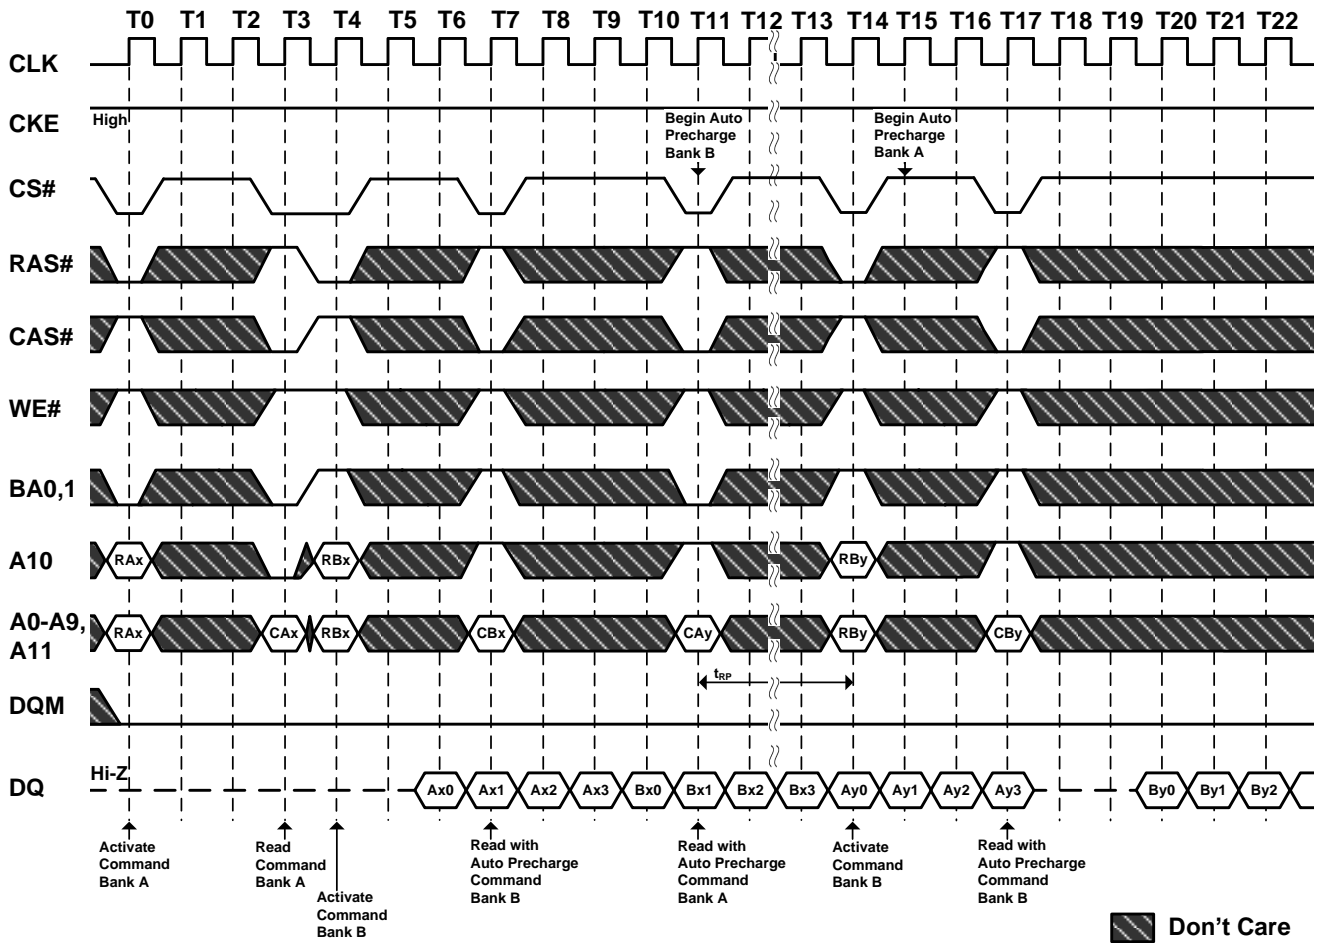 T0 T1 T2 T3 T4 T5 T6 T7 T8 T9 T10 T11 T12 T13 T14 T15 T16 T17 T18 T19 T20 T21 T22
CLK
CKE
High
Begin Auto
Precharge
Bank B
Begin Auto
Precharge
Bank A
CS#
RAS#
CAS#
WE#
BA0,1
A10
RAx
RBx
RBy
A0-A9,
A11
RAx
CAx
RBx
CBx
CAy
RBy
CBy
tRP
DQM
DQ
Hi-Z
Ax0 Ax1 Ax2 Ax3 Bx0 Bx1 Bx2 Bx3 Ay0 Ay1 Ay2 Ay3 By0 By1 By2
Activate
Command
Bank A
Read
Command
Bank A
Activate
Command
Bank B
Read with
Auto Precharge
Command
Bank B
Read with
Auto Precharge
Command
Bank A
Activate
Command
Bank B
Read with
Auto Precharge
Command
Bank B
Don't Care